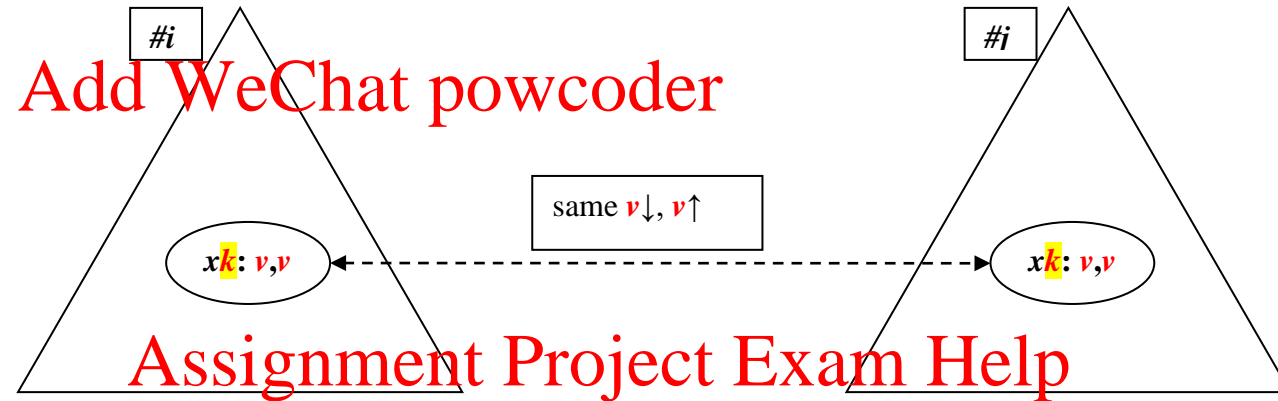 #i
#j
Add WeChat powcoder
same v↓, v↑
xk: v,v
xk: v,v
Assignment Project Exam Help